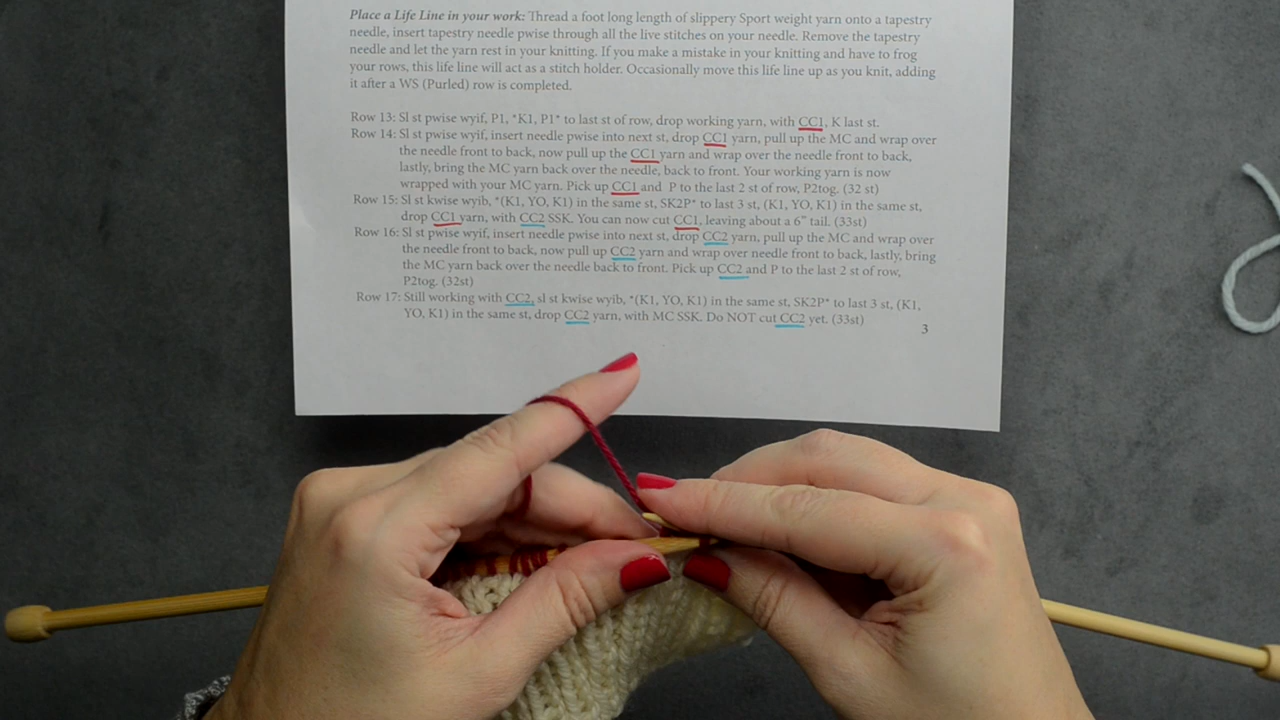 Place a Life Line in your work: Thread a foot long length of slippery Sport weight yarn onto a tapestry
needle, insert tapestry needle pwise through all the live stitches on your needle. Remove the tapestry
needle and let the yarn rest in your knitting. If you make a mistake in your knitting and have to frog
your rows, this life line will act as a stitch holder. Occasionally move this life line up as you knit, adding
it after a WS (Purled) row is completed.
Row 13: Sl st pwise wyif, P1, *K1, P1* to last st of row, drop working yarn, with CC1, K last st.
Row 14: Sl st pwise wyif, insert needle pwise into next st, drop CC1 yarn, pull up the MC and wrap over
the needle front to back, now pull up the CC1 yarn and wrap over the needle front to back,
lastly, bring the MC yarn back over the needle, back to front. Your working yarn is now
wrapped with your MC yarn. Pick up CC1 and P to the last 2 st of row, P2tog. (32 st)
Row 15: Sl st kwise wyib, *(K1, YO, K1) in the same st, SK2P* to last 3 st, (K1, YO, K1) in the same st,
drop CC1 yarn, with CC2 SSK. You can now cut CC1, leaving about a 6" tail. (33st)
Row 16: Sl st pwise wyif, insert needle pwise into next st, drop CC2 yarn, pull up the MC and wrap over
the needle front to back, now pull up CC2 yarn and wrap over needle front to back, lastly, bring
the MC yarn back over the needle back to front. Pick up CC2 and P to the last 2 st of row,
P2tog. (32st)
Row 17: Still working with CC2, sl st kwise wyib, *(K1, YO, K1) in the same st, SK2P* to last 3 st, (K1,
YO, K1) in the same st, drop CC2 yarn, with MC SSK. Do NOT cut CC2 yet. (33st)
3